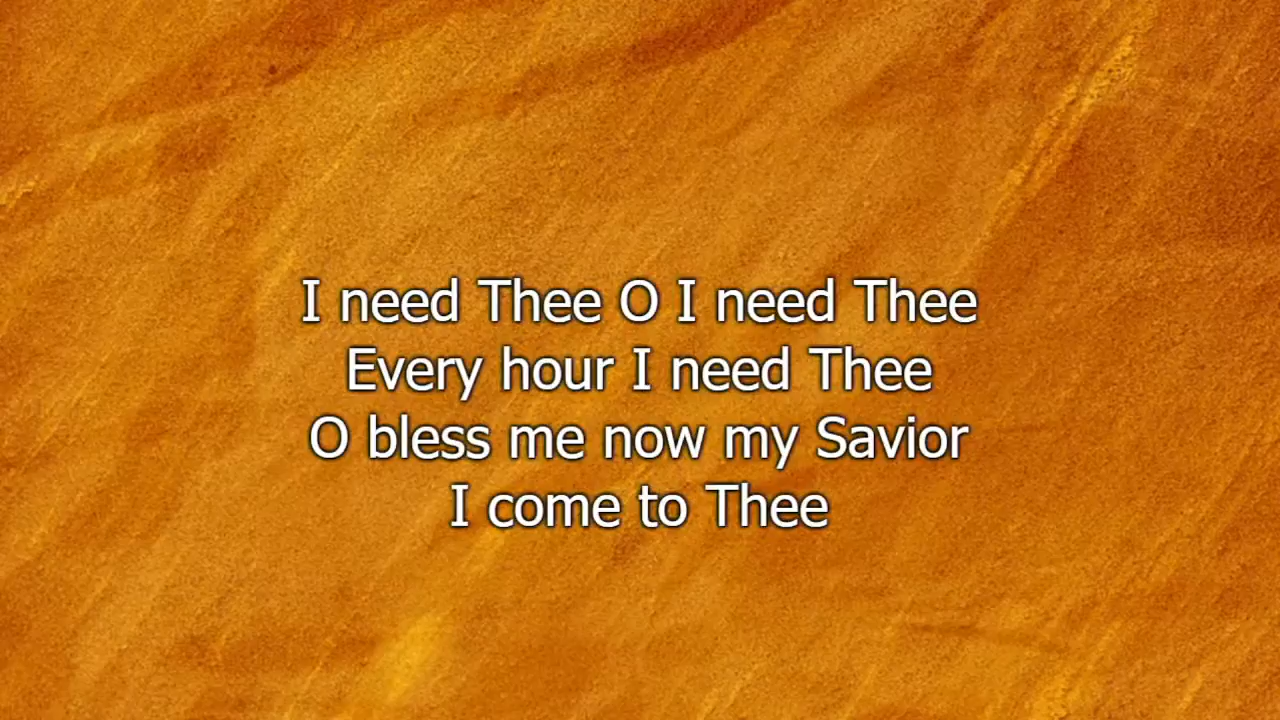 I need Thee O I need Thee
Every hour I need Thee
O bless me now my Savior
I come to Thee